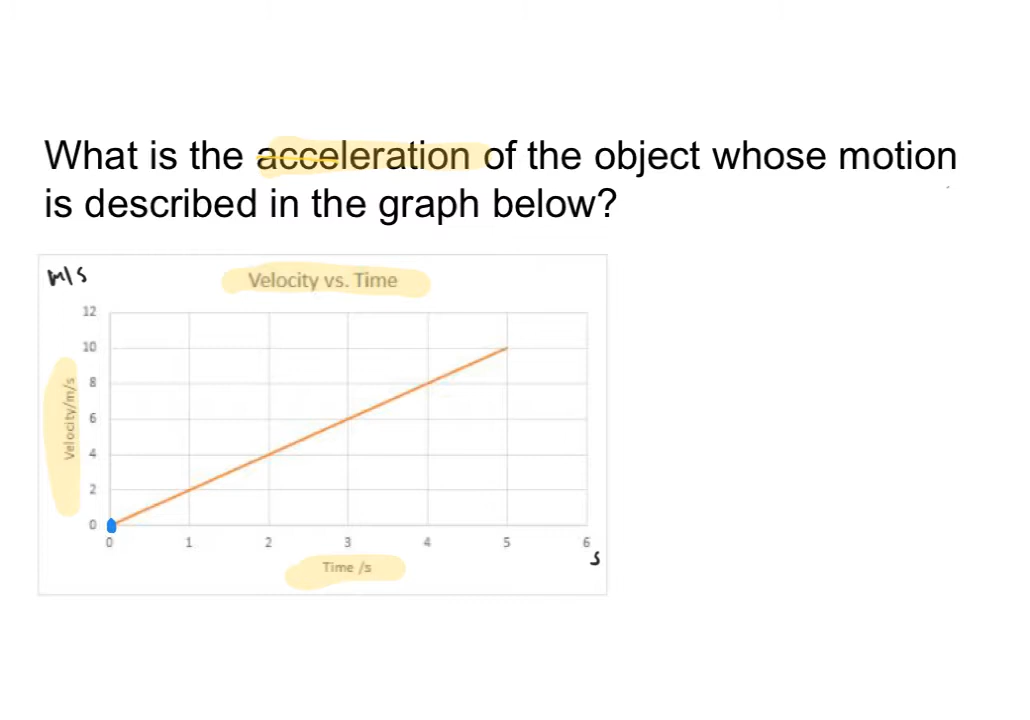 What is the acceleration of the object whose motion
is described in the graph below?
m/s
Velocity vs. Time
12
10
8
6
4
2
0
Velocity/m/s
0 1 2 3 4 5 6
s
Time /s